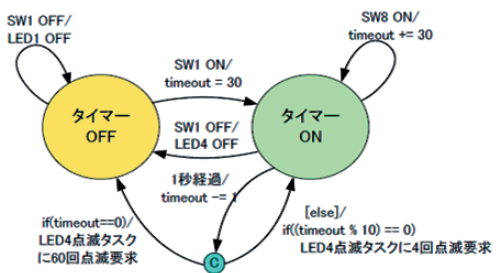 SW1 OFF/
LED1 OFF
SW8 ON/
timeout += 30
SW1 ON/
timeout = 30
タイマー
OFF
タイマー
ON
SW1 OFF/
LED4 OFF
1秒経過/
timeout -= 1
if(timeout==0)/
LED4点滅タスク
に60回点滅要求
[else]/
if((timeout % 10) == 0)
LED4点滅タスクに4回点滅要求
C